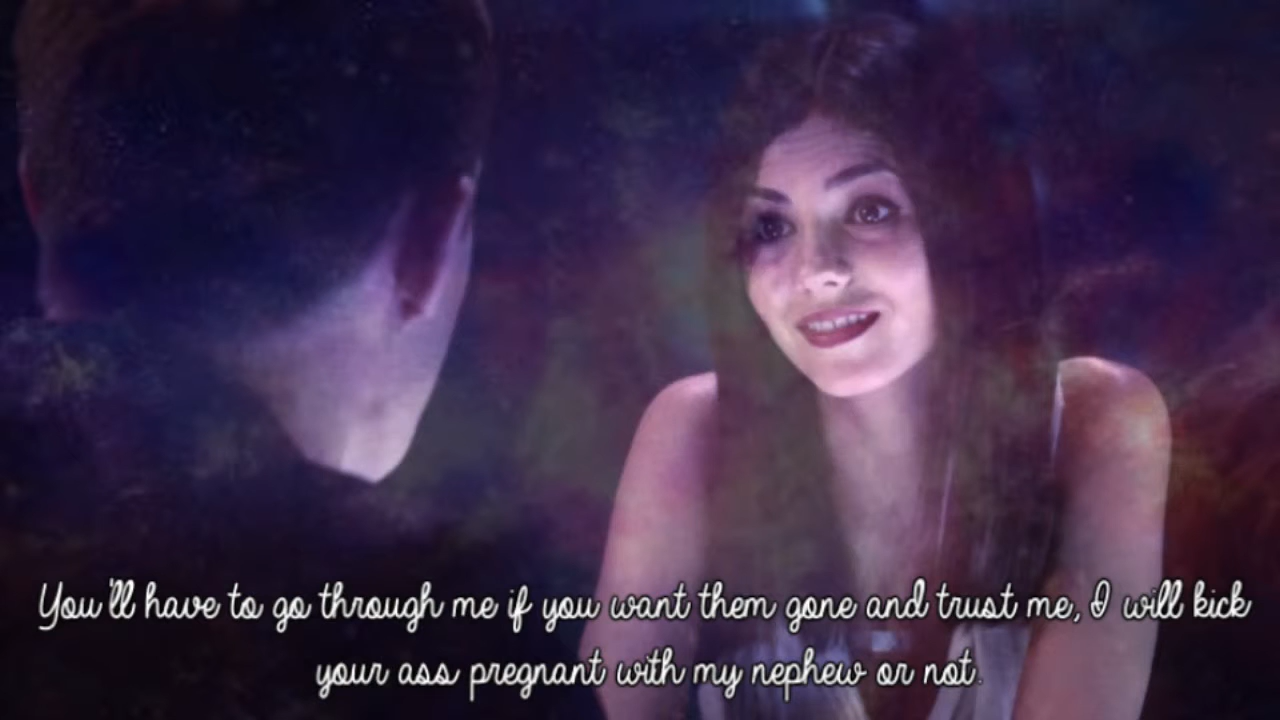 You'll have to go through me if you want them gone and trust me, I will kick
your ass pregnant with my nephew or not.